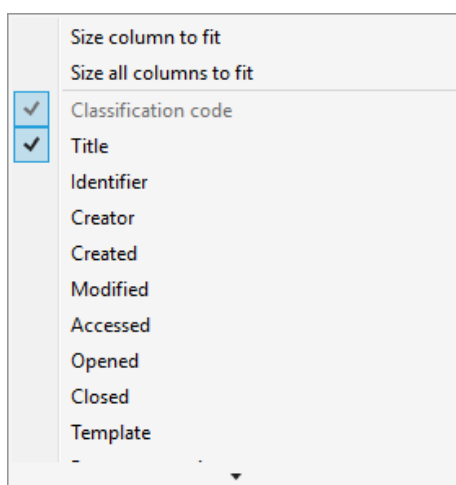 Size column to fit
Size all columns to fit
Classification code
Title
Identifier
Creator
Created
Modified
Accessed
Opened
Closed
Template